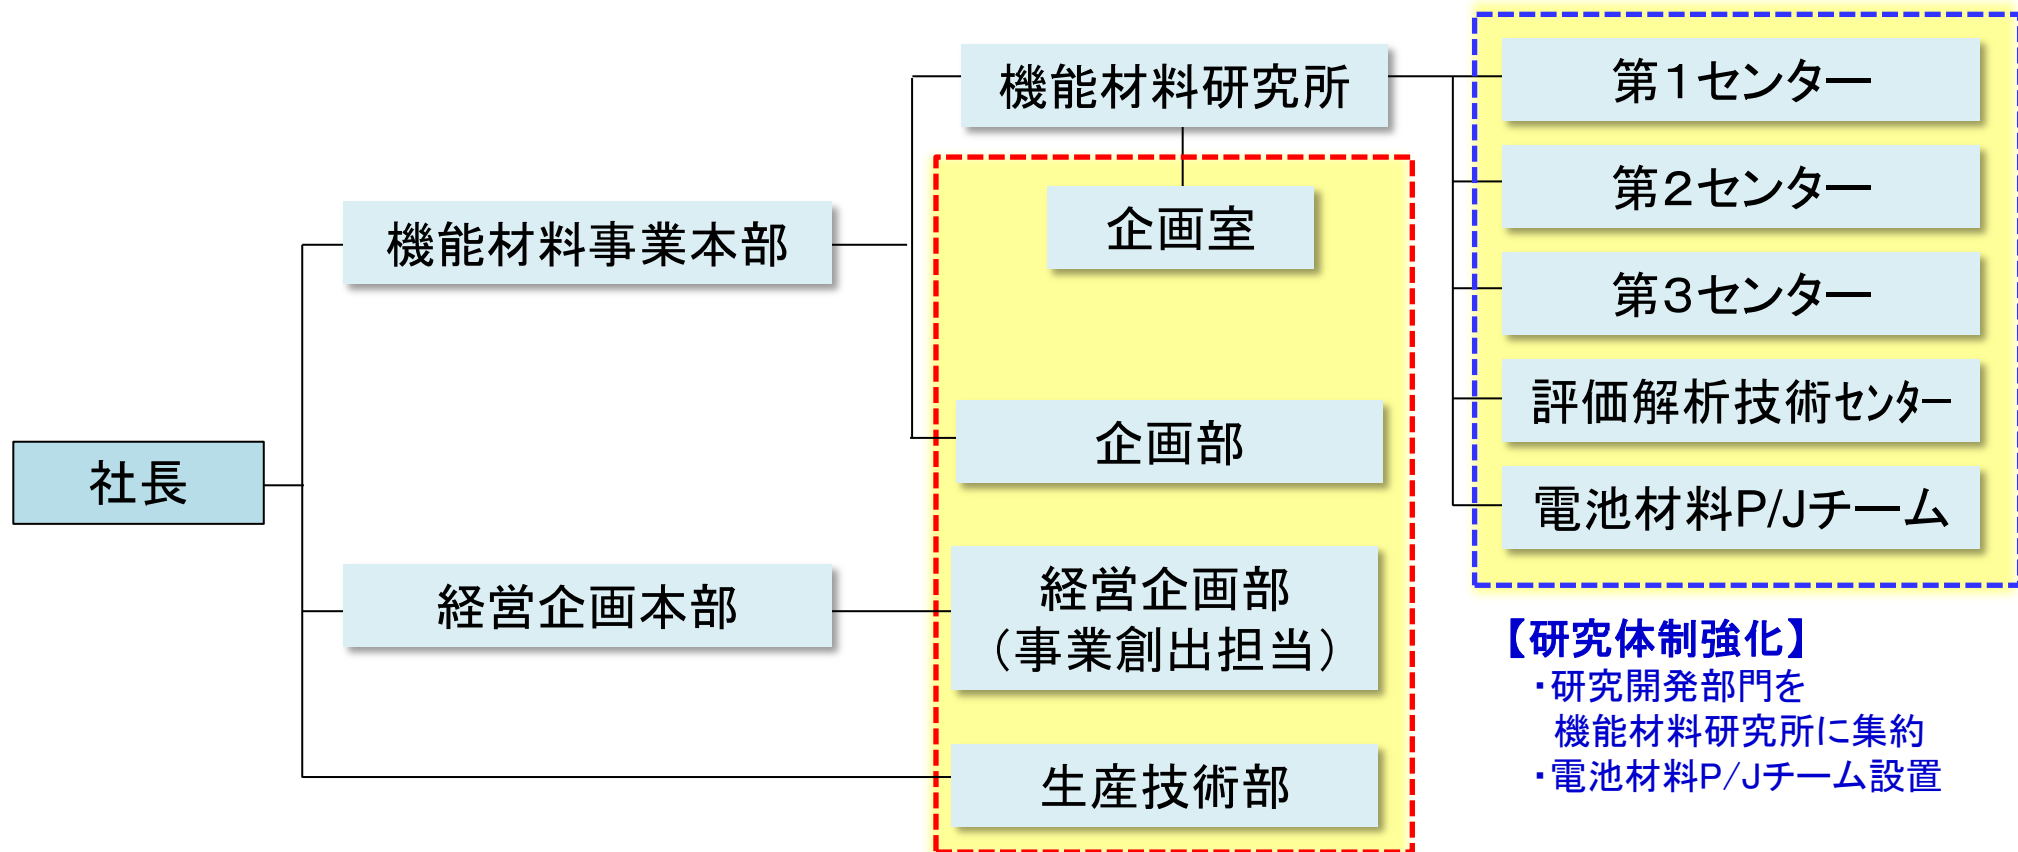 機能材料研究所
第１センター
第２センター
企画室
機能材料事業本部
第３センター
評価解析技術ｾﾝﾀｰ
企画部
社長
電池材料P/Jチーム
経営企画本部
経営企画部
（事業創出担当）
生産技術部
【研究体制強化】
・研究開発部門を
機能材料研究所に集約
・電池材料P/Jチーム設置